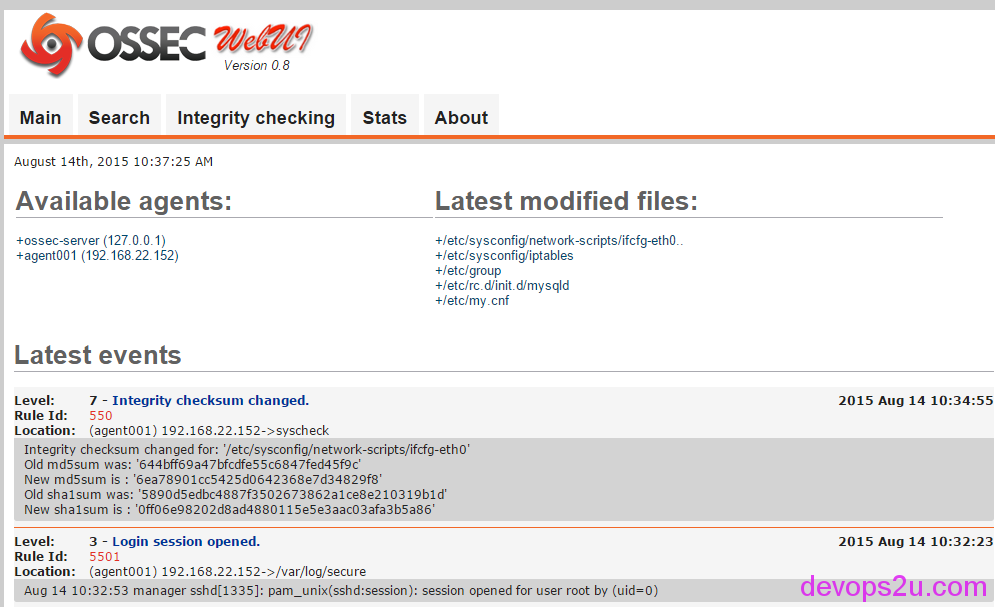 OSSEC WebUI
Version 0.8
Main Search Integrity checking Stats About
August 14th, 2015 10:37:25 AM
Available agents:
+ossec-server (127.0.0.1)
+agent001 (192.168.22.152)
Latest modified files:
+/etc/sysconfig/network-scripts/ifcfg-eth0..
+/etc/sysconfig/iptables
+/etc/group
+/etc/rc.d/init.d/mysqld
+/etc/my.cnf
Latest events
Level: 7 - Integrity checksum changed. 2015 Aug 14 10:34:55
Rule Id: 550
Location: (agent001) 192.168.22.152->syscheck
Integrity checksum changed for: '/etc/sysconfig/network-scripts/ifcfg-eth0'
Old md5sum was: '644bff69a47bfcdfe55c6847fed45f9c'
New md5sum is : '6ea78901cc5425d0642368e7d34829f8'
Old sha1sum was: '5890d5edbc4887f3502673862a1ce8e210319b1d'
New sha1sum is : '0ff06e98202d8ad4880115e5e3aac03afa3b5a86'
Level: 3 - Login session opened. 2015 Aug 14 10:32:23
Rule Id: 5501
Location: (agent001) 192.168.22.152->/var/log/secure
Aug 14 10:32:53 manager sshd[1335]: pam_unix(sshd:session): session opened for user root by (uid=0)
devops2u.com